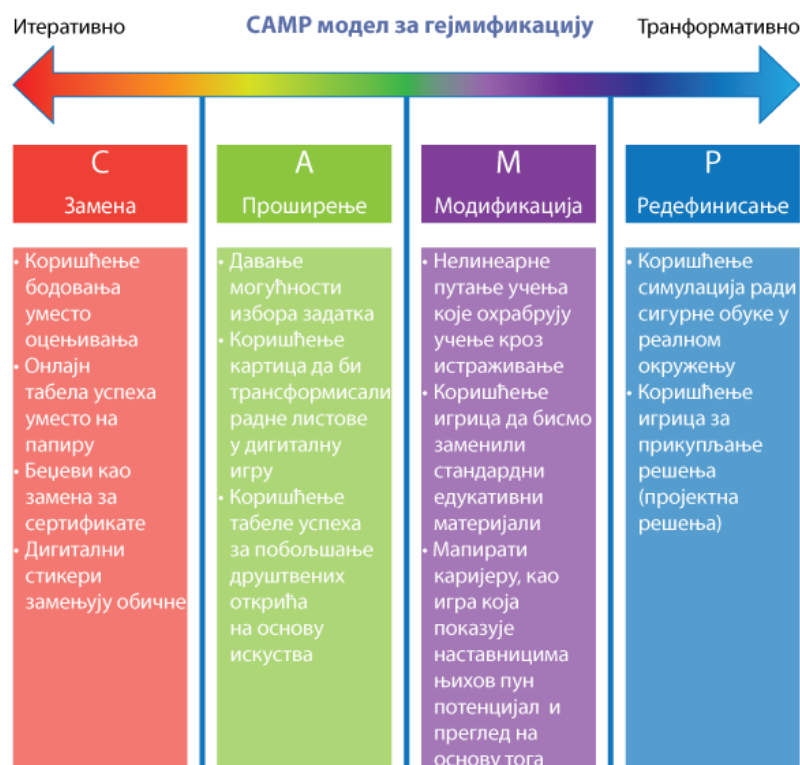 Итеративно
CAMP модел за гејмификацију
Транформативно
С
Замена
• Коришћење
бодовања
уместо
оцењивања
• Онлајн
табела успеха
уместо на
папиру
• Беџеви као
замена за
сертификате
• Дигитални
стикери
замењују обичне
А
Проширење
• Давање
могућности
избора задатка
• Коришћење
картица да би
трансформисали
радне листове
у дигиталну
игру
• Коришћење
табеле успеха
за побољшање
друштвених
открића
на основу
искуства
М
Модификација
• Нелинеарне
путање учења
које охрабрују
учење кроз
истраживање
• Коришћење
игрица да бисмо
заменили
стандардни
едукативни
материјали
• Мапирати
каријеру, као
игра која
показује
наставницима
њихов пун
потенцијал и
преглед на
основу тога
Р
Редефинисање
• Коришћење
симулација ради
сигурне обуке у
реалном
окружењу
• Коришћење
игрица за
прикупљање
решења
(пројектна
решења)